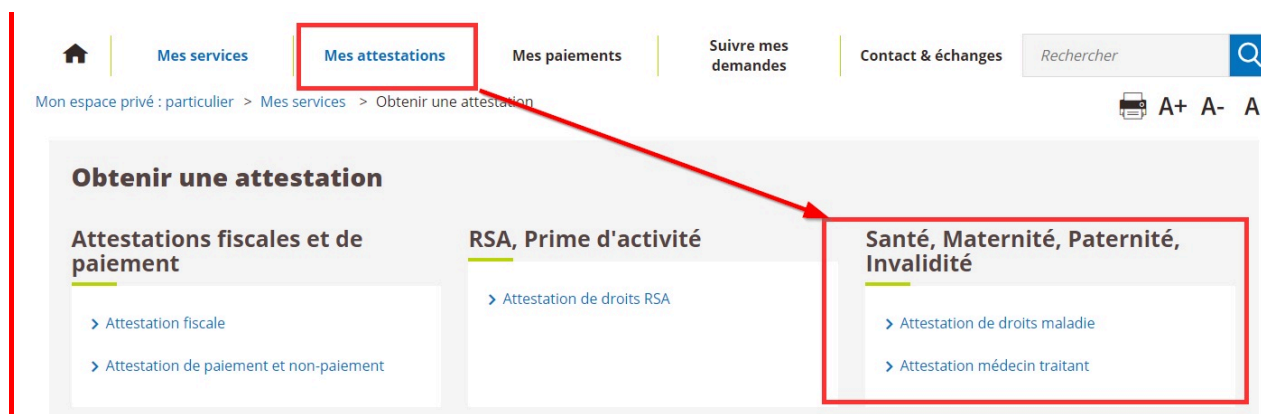 Mes services
Mes attestations
Mes paiements
Suivre mes
demandes
Contact & échanges
Rechercher
Mon espace privé : particulier > Mes services > Obtenir une attestation
A+ A- A
Obtenir une attestation
Attestations fiscales et de
paiement
> Attestation fiscale
> Attestation de paiement et non-paiement
RSA, Prime d'activité
> Attestation de droits RSA
Santé, Maternité, Paternité,
Invalidité
> Attestation de droits maladie
> Attestation médecin traitant